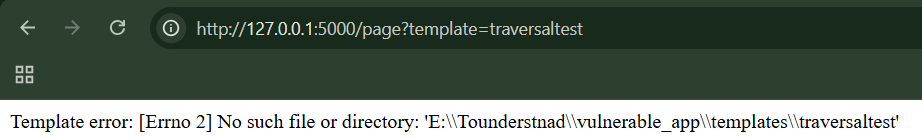 http://127.0.0.1:5000/page?template=traversaltest
Template error: [Errno 2] No such file or directory: 'E:\\Tounderstnad\\vulnerable_app\\templates\\traversaltest'